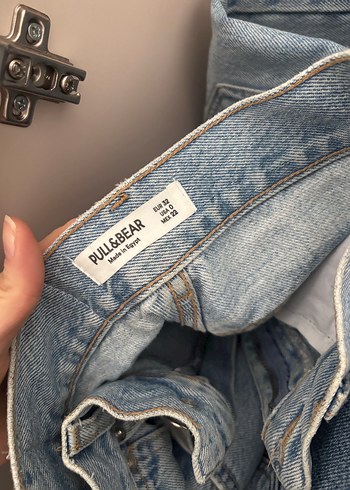 PULL&BEAR
Made in Egypt
EUR 32
USA 0
MEX 22